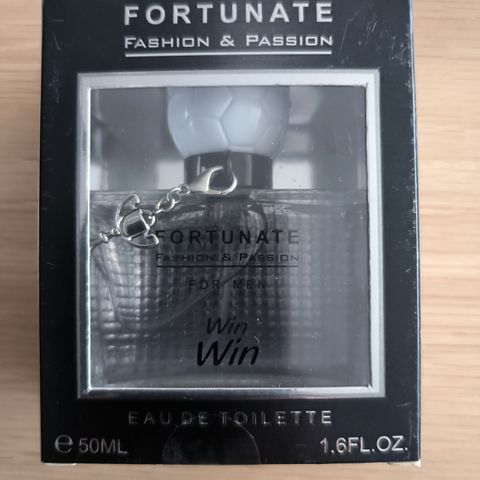 FORTUNATE
FASHION & PASSION
FORTUNATE
FASHION & PASSION
FOR MEN
Win
Win
EAU DE TOILETTE
℮ 50ML 1.6FL.OZ.